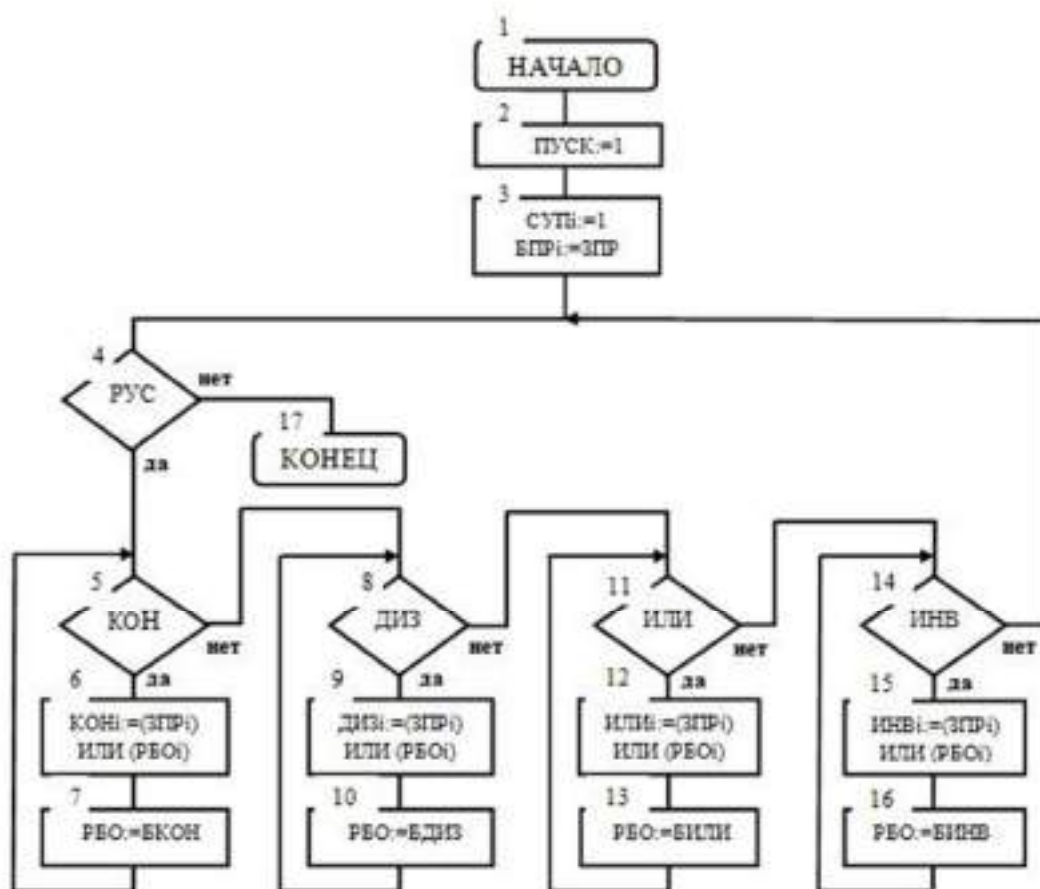 1
НАЧАЛО
2
ПУСК:=1
3
СУТi:=1
БПРi:=ЗПР
4
РУС
нет
да
17
КОНЕЦ
5
КОН
нет
да
6
КОНi:=(ЗПРi)
ИЛИ (РБОi)
7
РБО:=БКОН
8
ДИЗ
нет
да
9
ДИЗi:=(ЗПРi)
ИЛИ (РБОi)
10
РБО:=БДИЗ
11
ИЛИ
нет
да
12
ИЛИi:=(ЗПРi)
ИЛИ (РБОi)
13
РБО:=БИЛИ
14
ИНВ
нет
да
15
ИНВi:=(ЗПРi)
ИЛИ (РБОi)
16
РБО:=БИНВ